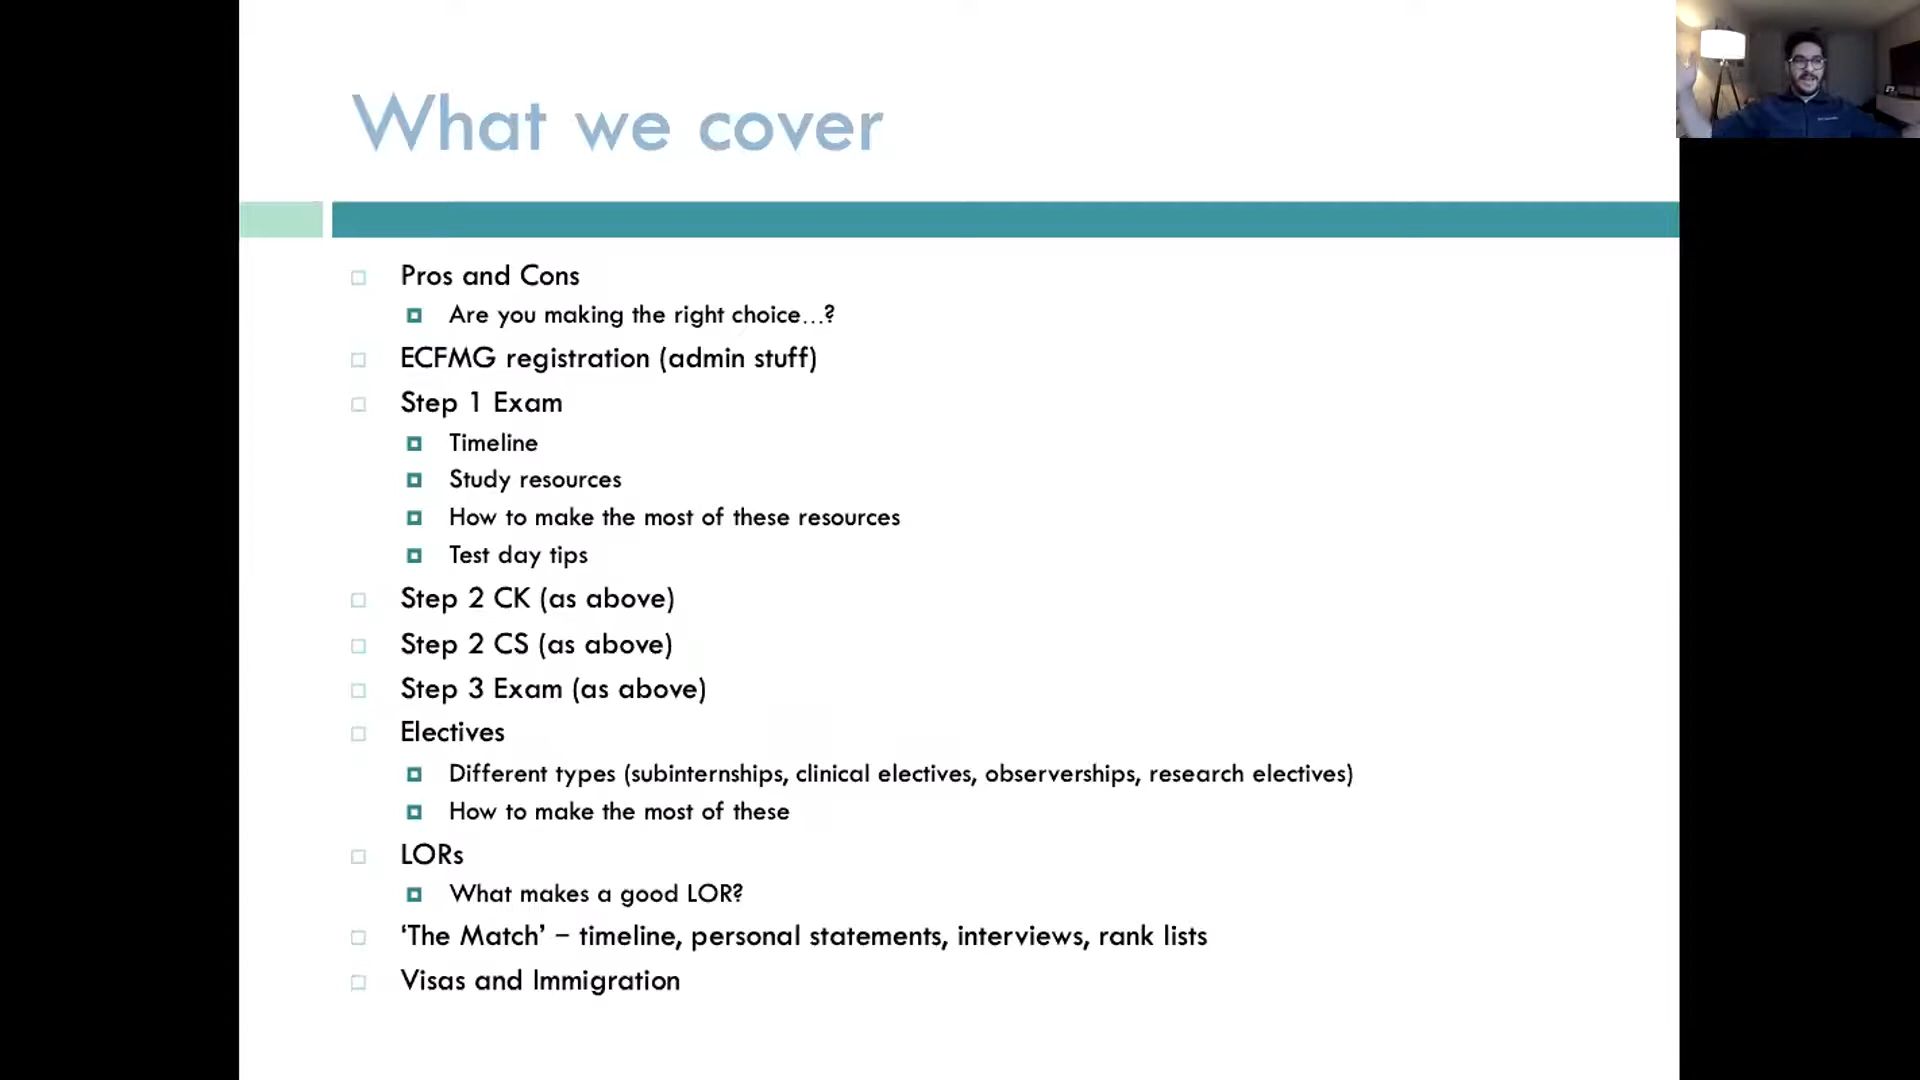 What we cover
Pros and Cons
Are you making the right choice...?
ECFMG registration (admin stuff)
Step 1 Exam
Timeline
Study resources
How to make the most of these resources
Test day tips
Step 2 CK (as above)
Step 2 CS (as above)
Step 3 Exam (as above)
Electives
Different types (subinternships, clinical electives, observerships, research electives)
How to make the most of these
LORs
What makes a good LOR?
‘The Match’ – timeline, personal statements, interviews, rank lists
Visas and Immigration